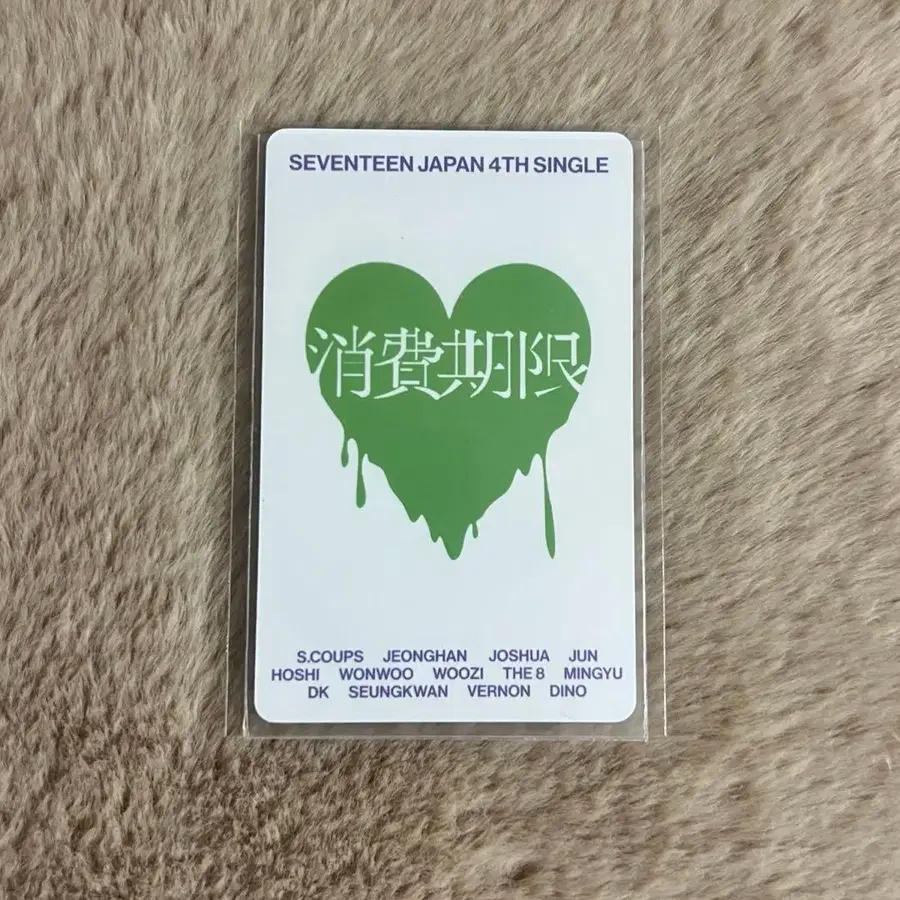 SEVENTEEN JAPAN 4TH SINGLE
消費期限
S.COUPS JEONGHAN JOSHUA JUN
HOSHI WONWOO WOOZI THE 8 MINGYU
DK SEUNGKWAN VERNON DINO